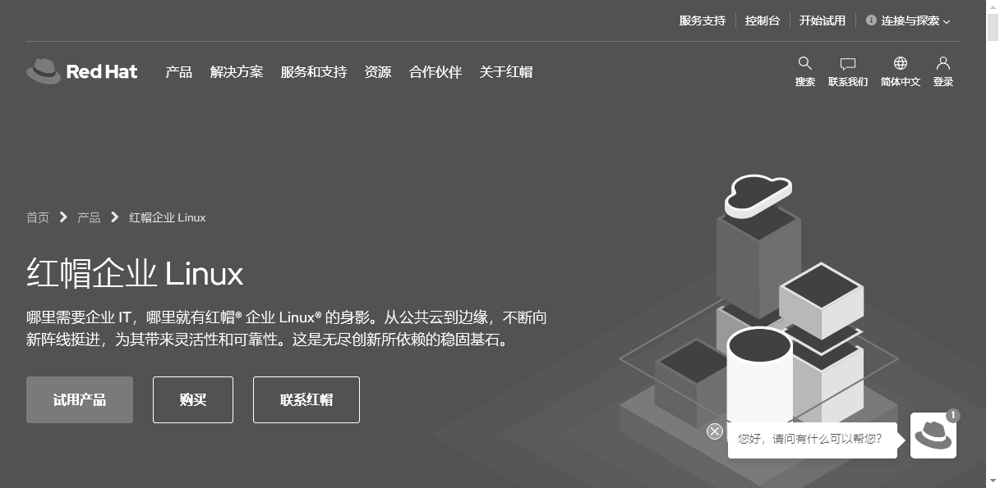 服务支持 控制台 开始试用 连接与探索
Red Hat 产品 解决方案 服务和支持 资源 合作伙伴 关于红帽 搜索 联系我们 简体中文 登录
首页 产品 红帽企业 Linux
红帽企业 Linux
哪里需要企业 IT，哪里就有红帽® 企业 Linux® 的身影。从公共云到边缘，不断向
新阵线挺进，为其带来灵活性和可靠性。这是无尽创新所依赖的稳固基石。
试用产品 购买 联系红帽
1
您好，请问有什么可以帮您?